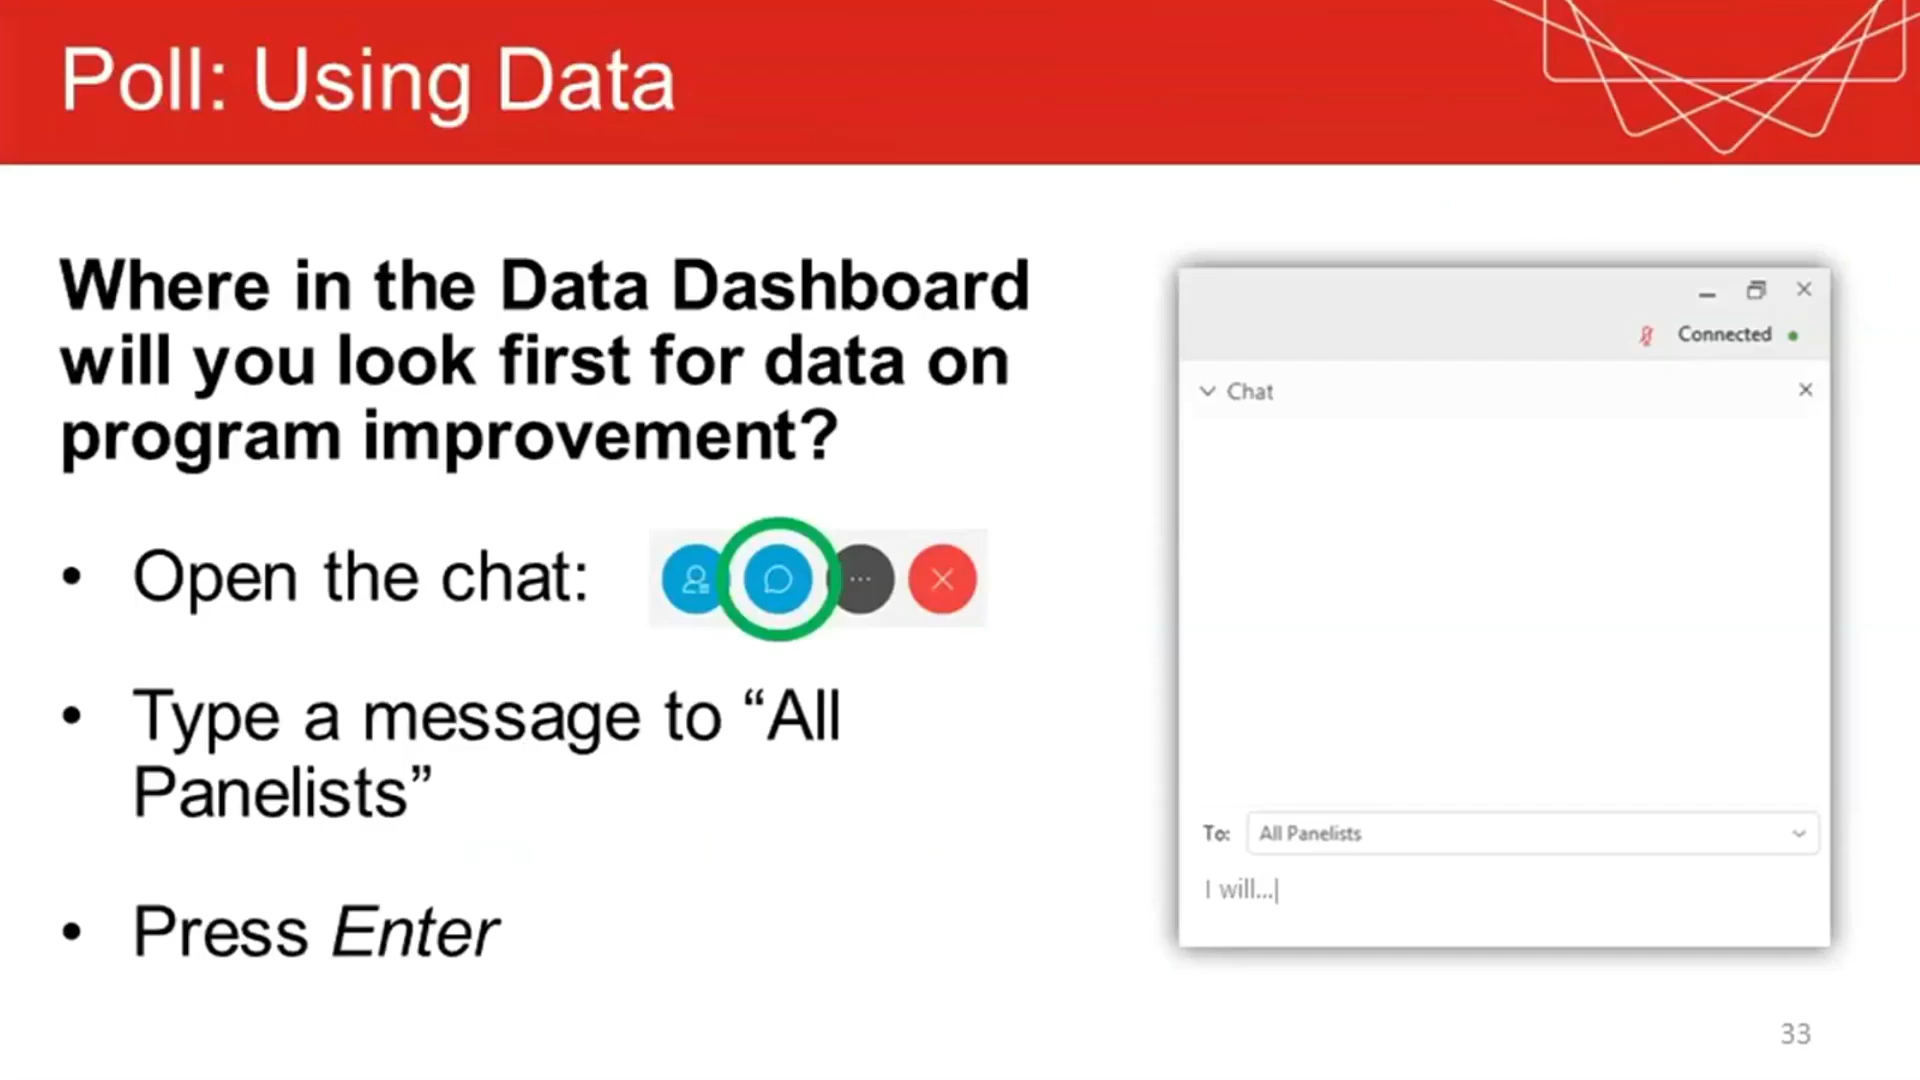 Poll: Using Data
Where in the Data Dashboard
will you look first for data on
program improvement?
• Open the chat:
• Type a message to “All
Panelists”
• Press Enter
Connected
Chat
To: All Panelists
I will...|
33